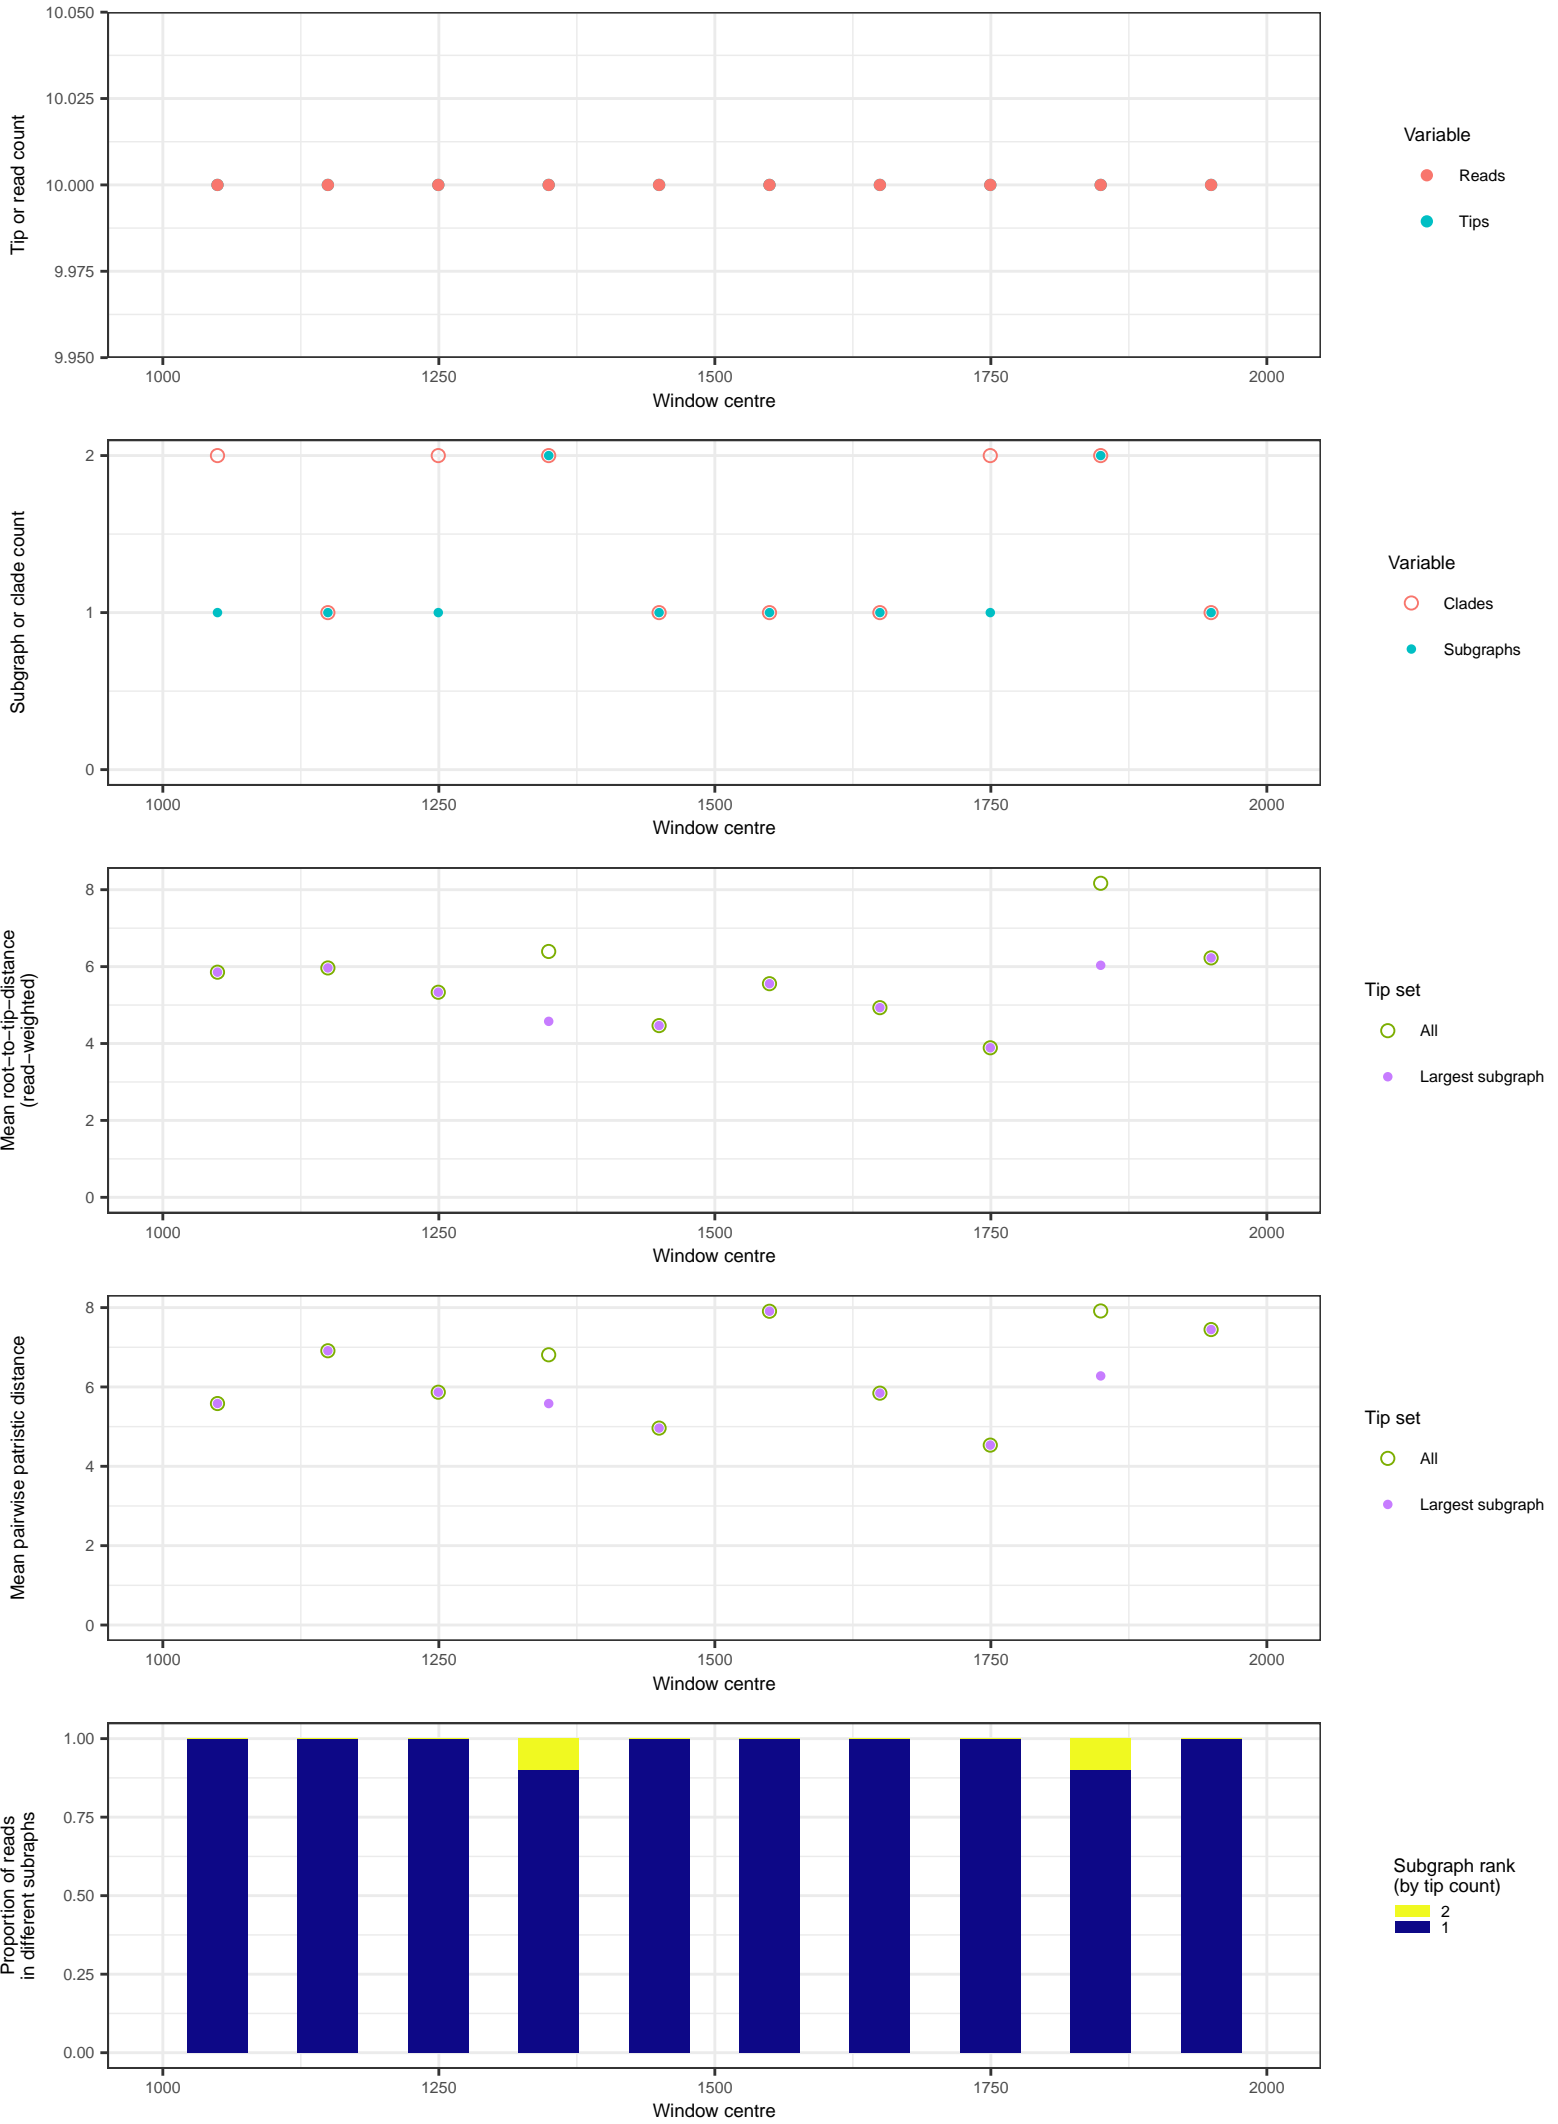 10.050
10.025
10.000
9.975
9.950
Tip or read count
1000 1250 1500 1750 2000
Window centre
Variable
Reads
Tips
2
1
0
Subgraph or clade count
1000 1250 1500 1750 2000
Window centre
Variable
Clades
Subgraphs
8
6
4
2
0
Mean root−to−tip−distance
(read−weighted)
1000 1250 1500 1750 2000
Window centre
Tip set
All
Largest subgraph
8
6
4
2
0
Mean pairwise patristic distance
1000 1250 1500 1750 2000
Window centre
Tip set
All
Largest subgraph
1.00
0.75
0.50
0.25
0.00
Proportion of reads
in different subraphs
1000 1250 1500 1750 2000
Window centre
Subgraph rank
(by tip count)
2
1